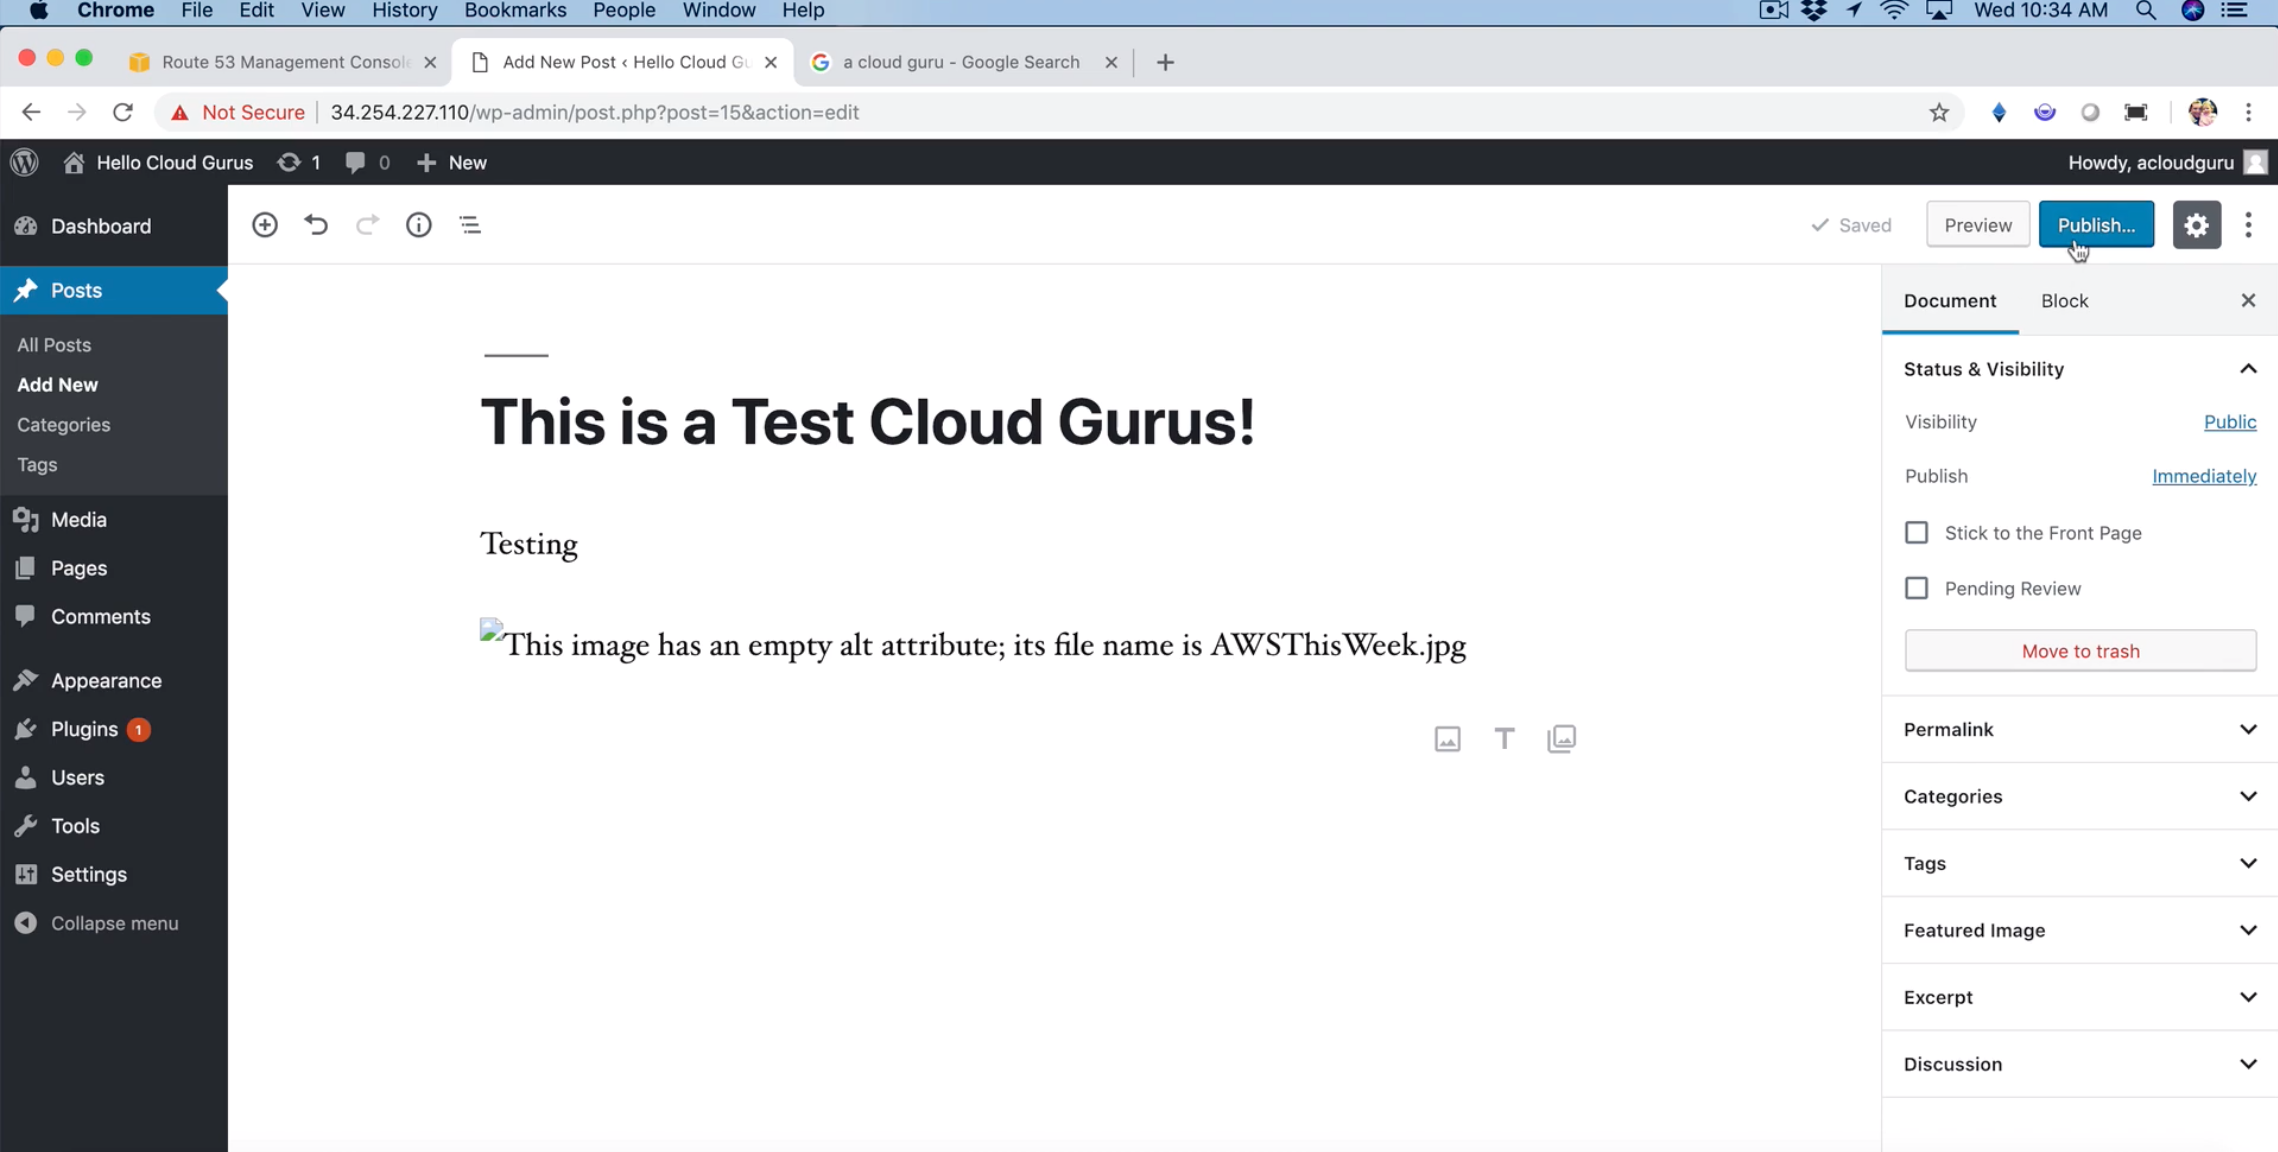 Chrome File Edit View History Bookmarks People Window Help Wed 10:34 AM
Route 53 Management Console Add New Post ‹ Hello Cloud Gu a cloud guru - Google Search
Not Secure 34.254.227.110/wp-admin/post.php?post=15&action=edit
Hello Cloud Gurus 1 0 New Howdy, acloudguru
Dashboard
Saved Preview Publish...
Posts
Document Block
All Posts
Add New
Categories
Tags
Media
Pages
Comments
Appearance
Plugins 1
Users
Tools
Settings
Collapse menu
This is a Test Cloud Gurus!
Testing
This image has an empty alt attribute; its file name is AWSThisWeek.jpg
T
Status & Visibility
Visibility Public
Publish Immediately
Stick to the Front Page
Pending Review
Move to trash
Permalink
Categories
Tags
Featured Image
Excerpt
Discussion